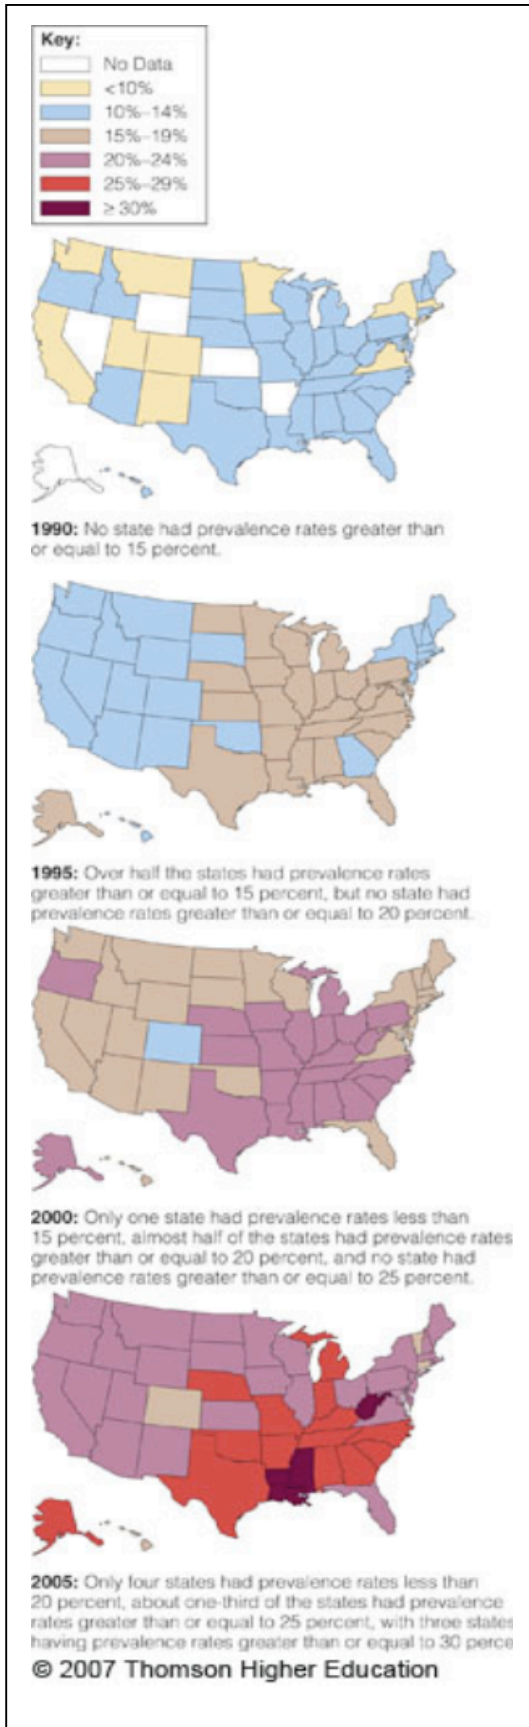 Key:
No Data
<10%
10%–14%
15%–19%
20%–24%
25%–29%
≥ 30%
1990: No state had prevalence rates greater than
or equal to 15 percent.
1995: Over half the states had prevalence rates
greater than or equal to 15 percent, but no state had
prevalence rates greater than or equal to 20 percent.
2000: Only one state had prevalence rates less than
15 percent, almost half of the states had prevalence rates
greater than or equal to 20 percent, and no state had
prevalence rates greater than or equal to 25 percent.
2005: Only four states had prevalence rates less than
20 percent, about one-third of the states had prevalence
rates greater than or equal to 25 percent, with three states
having prevalence rates greater than or equal to 30 perce
© 2007 Thomson Higher Education